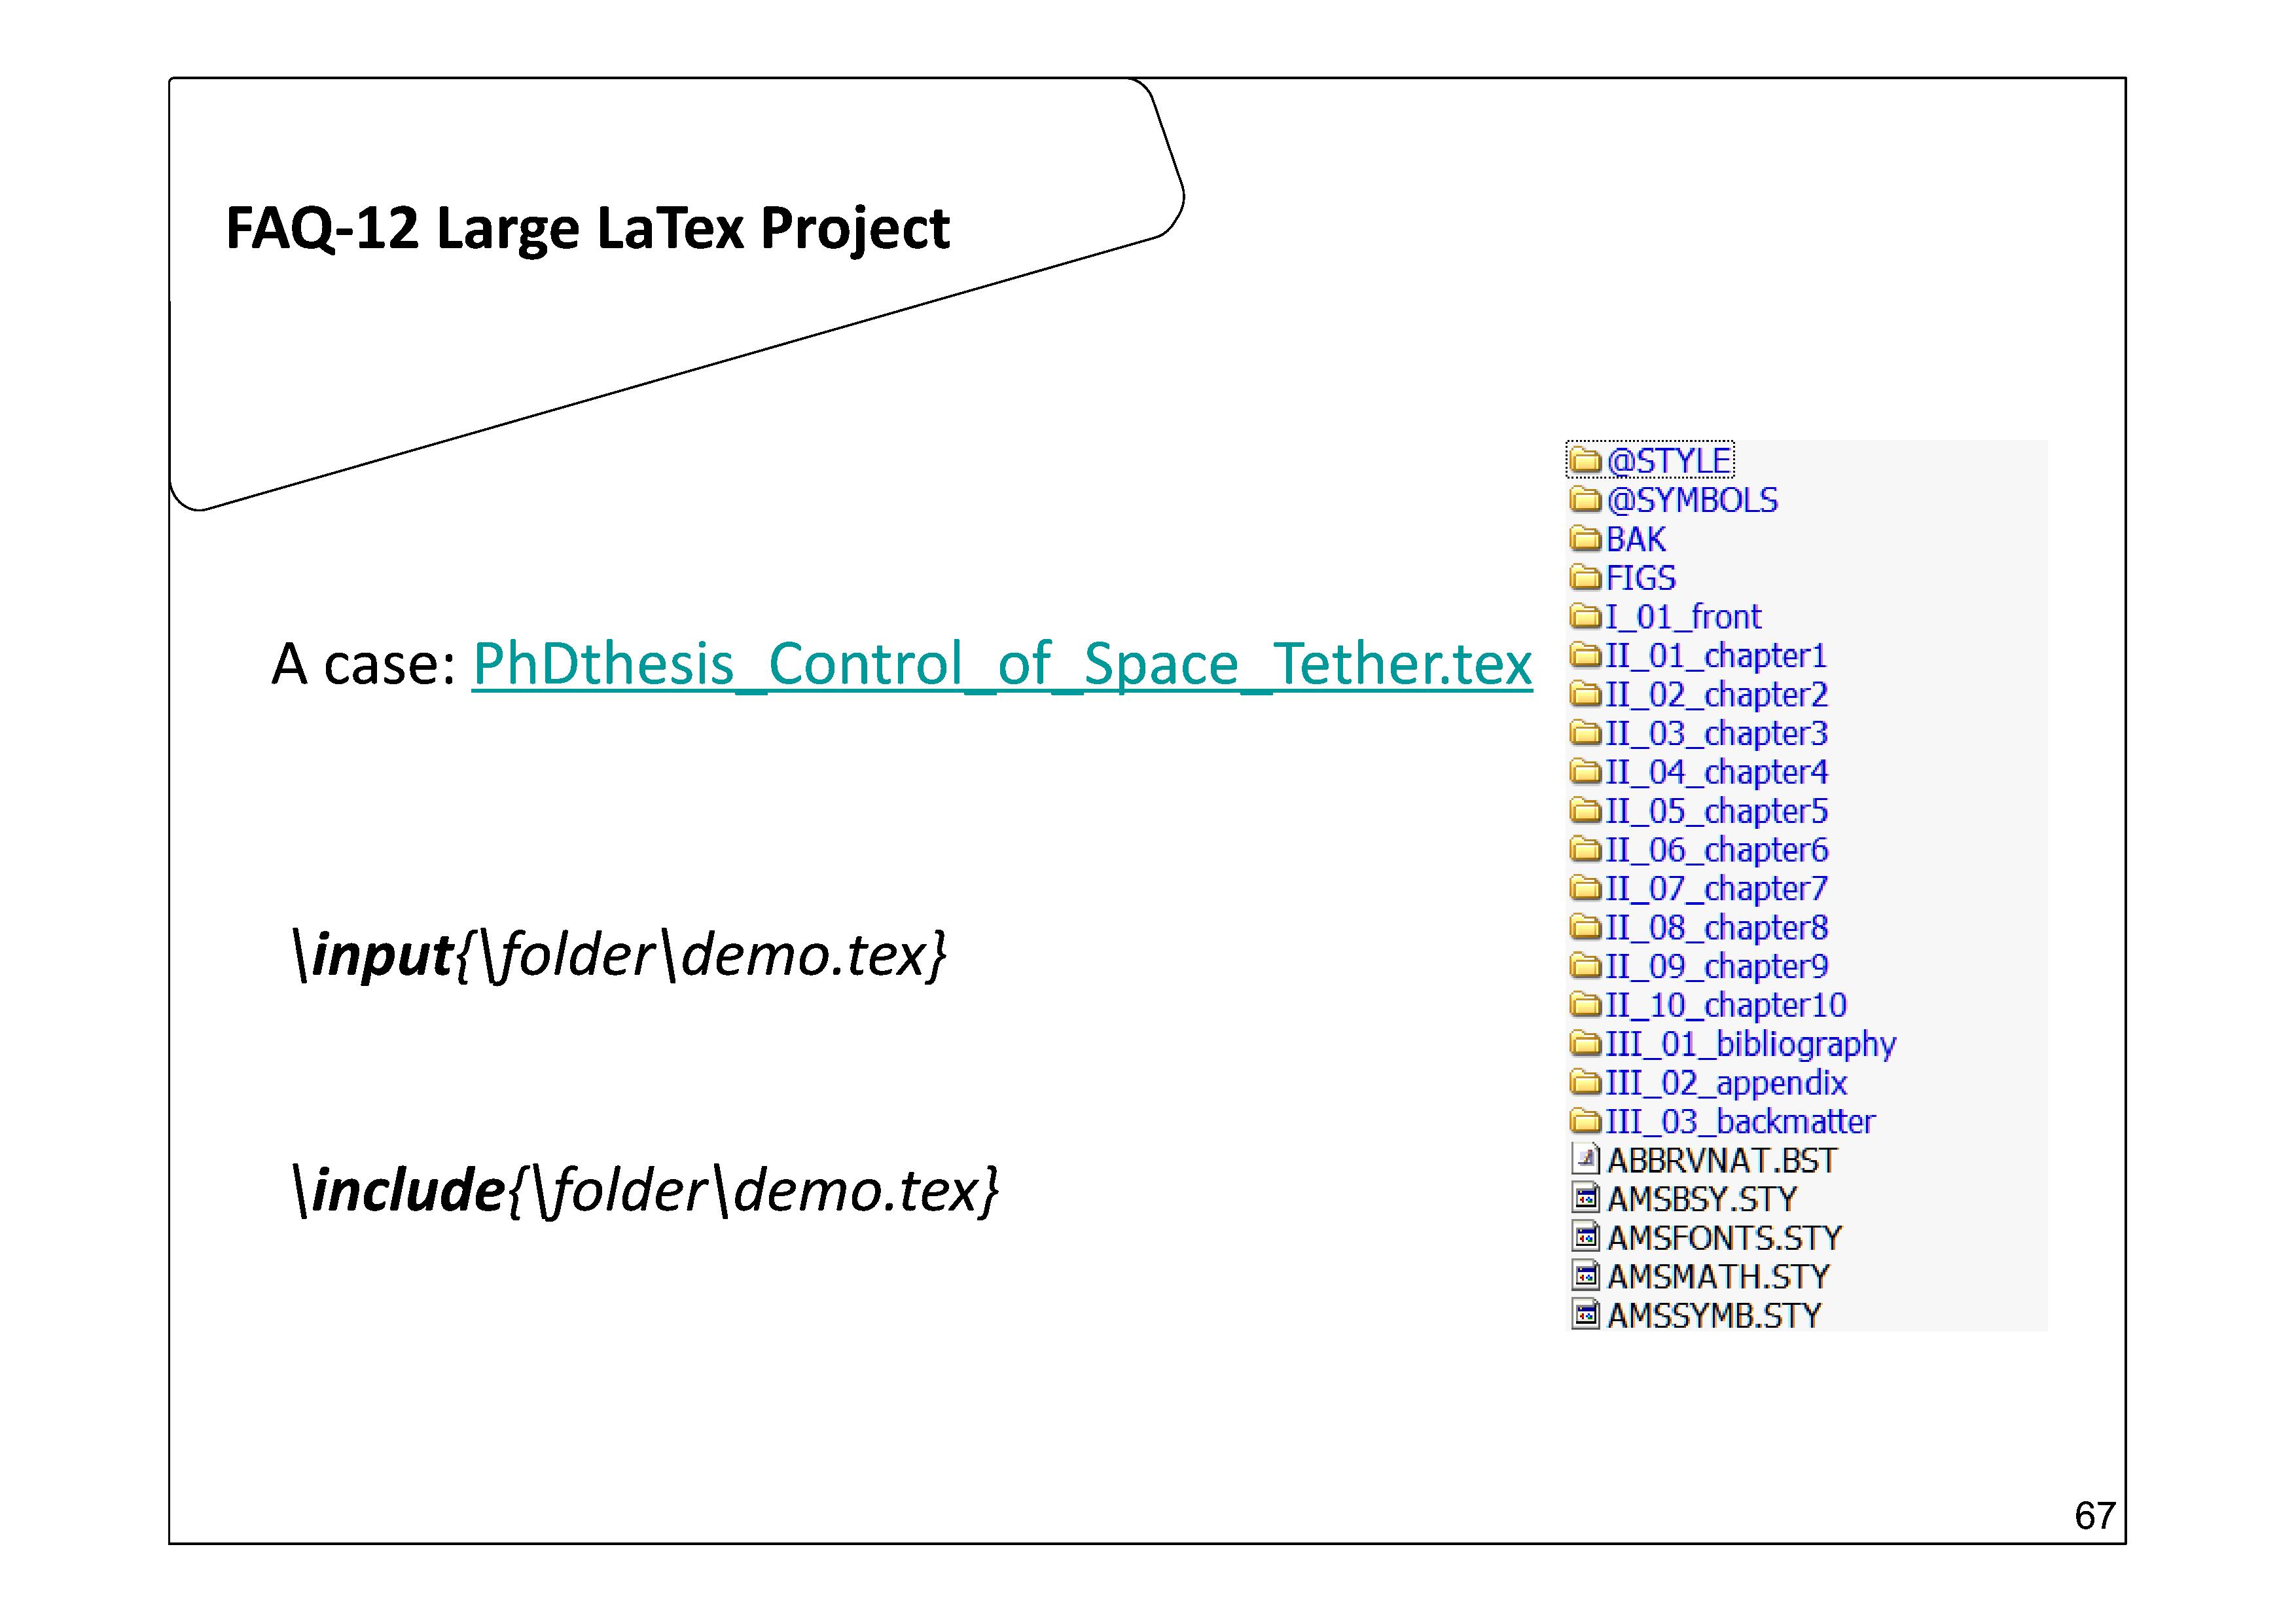 FAQ-12 Large LaTex Project
A case: PhDthesis_Control_of_Space_Tether.tex
\input{\folder\demo.tex}
\include{\folder\demo.tex}
@STYLE
@SYMBOLS
BAK
FIGS
I_01_front
II_01_chapter1
II_02_chapter2
II_03_chapter3
II_04_chapter4
II_05_chapter5
II_06_chapter6
II_07_chapter7
II_08_chapter8
II_09_chapter9
II_10_chapter10
III_01_bibliography
III_02_appendix
III_03_backmatter
ABBRVNAT.BST
AMSBSY.STY
AMSFONTS.STY
AMSMATH.STY
AMSSYMB.STY
67